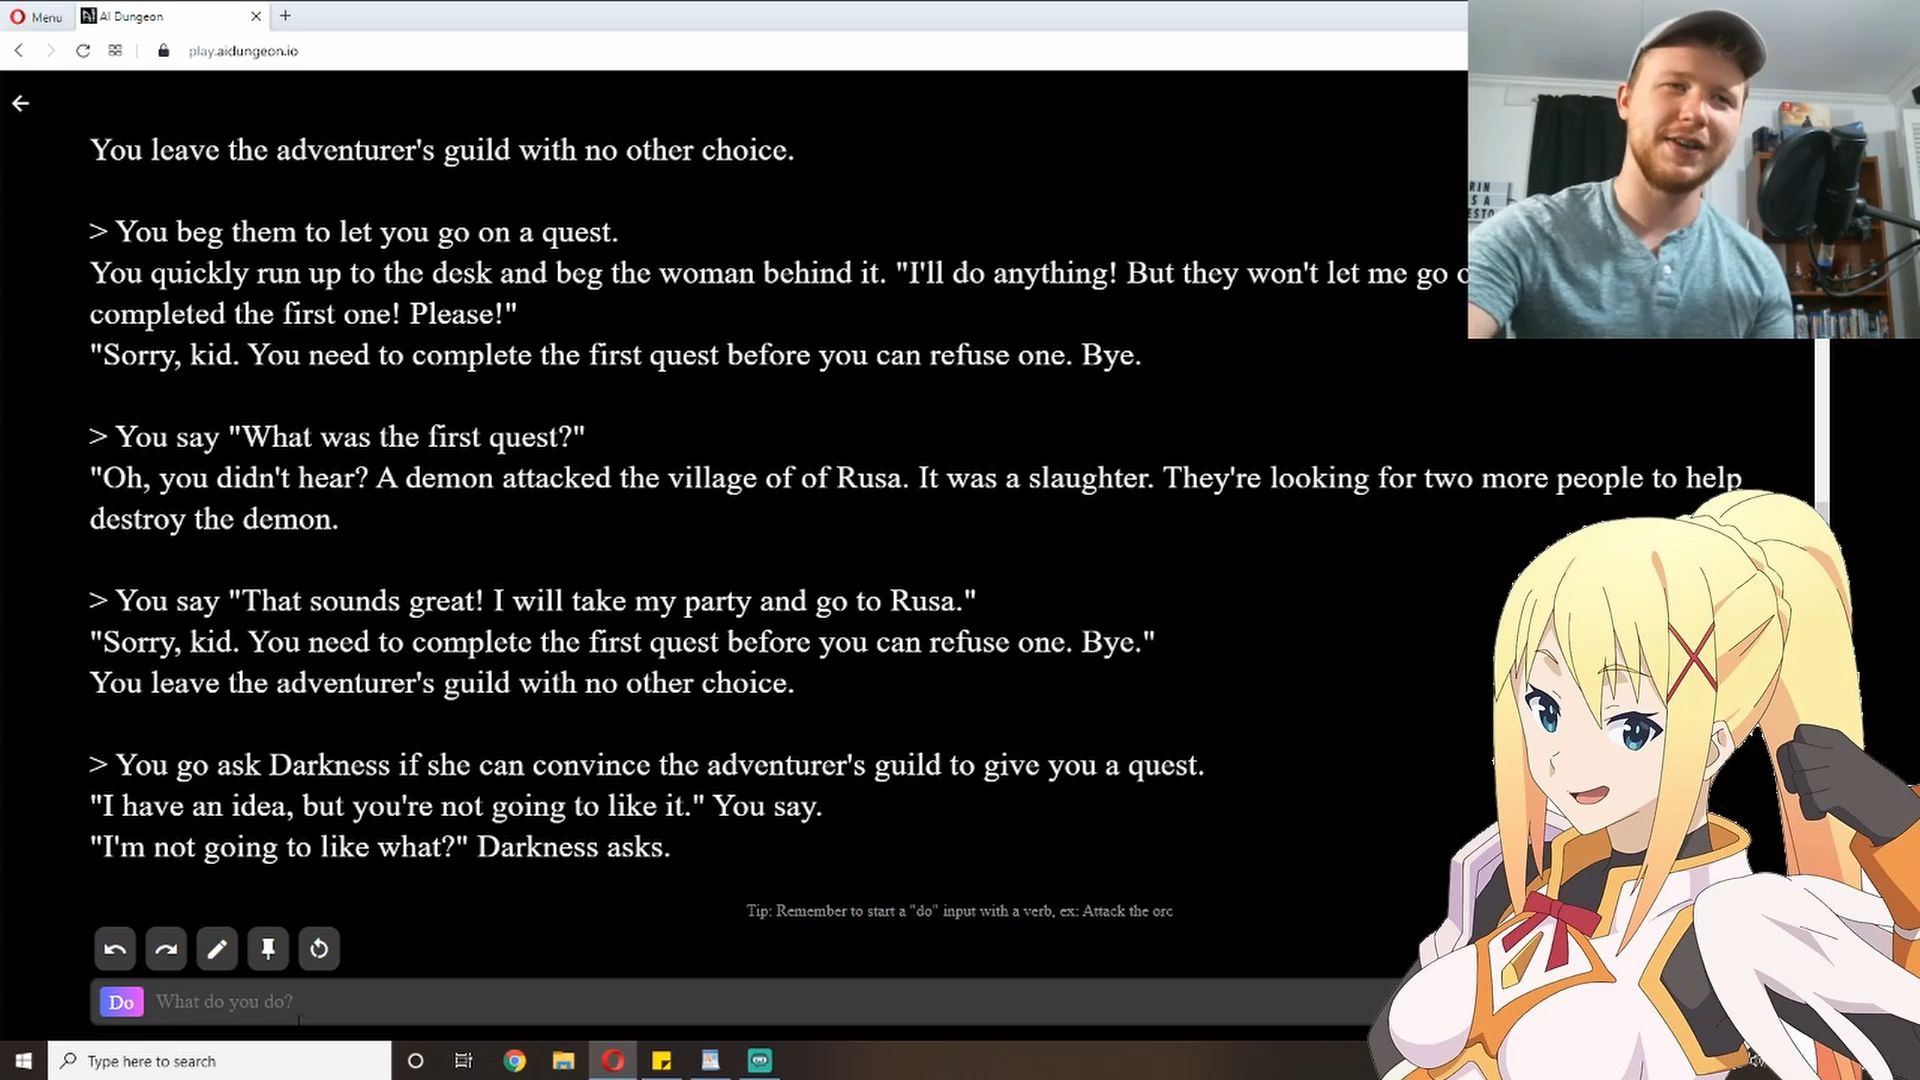 Menu
AI Dungeon
play.aidungeon.io
You leave the adventurer's guild with no other choice.
> You beg them to let you go on a quest.
You quickly run up to the desk and beg the woman behind it. "I'll do anything! But they won't let me go
completed the first one! Please!"
"Sorry, kid. You need to complete the first quest before you can refuse one. Bye.
> You say "What was the first quest?"
"Oh, you didn't hear? A demon attacked the village of of Rusa. It was a slaughter. They're looking for two more people to help
destroy the demon.
> You say "That sounds great! I will take my party and go to Rusa."
"Sorry, kid. You need to complete the first quest before you can refuse one. Bye."
You leave the adventurer's guild with no other choice.
> You go ask Darkness if she can convince the adventurer's guild to give you a quest.
"I have an idea, but you're not going to like it." You say.
"I'm not going to like what?" Darkness asks.
Tip: Remember to start a "do" input with a verb, ex: Attack the orc
Do What do you do?
Type here to search